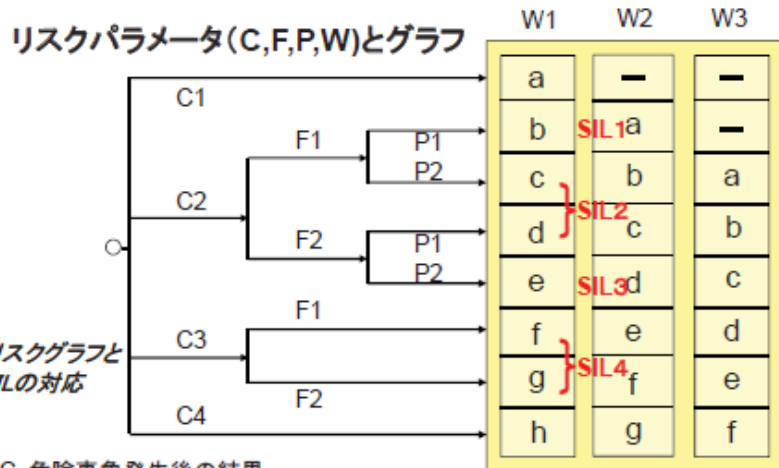 リスクパラメータ(C,F,P,W)とグラフ
W1 W2 W3
C1
a － －
F1 P1
b SIL1 a －
P2
c b a
C2
SIL2
F2 P1
d c b
P2
e SIL3 d c
F1
f e d
スクグラフと
C3
SIL4
Lの対応
F2
g f e
C4
h g f